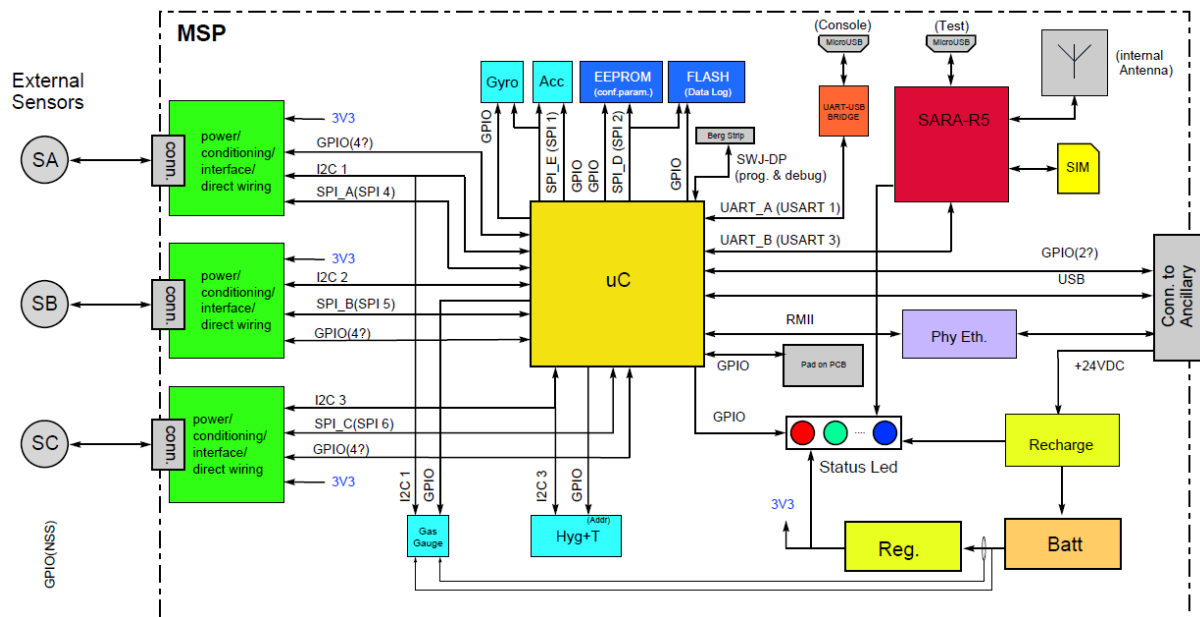 MSP
External
Sensors
SA
SB
SC
GPIO(NSS)
conn.
power/
conditioning/
interface/
direct wiring
3V3
GPIO(4?)
I2C 1
SPI_A(SPI 4)
conn.
power/
conditioning/
interface/
direct wiring
3V3
I2C 2
SPI_B(SPI 5)
GPIO(4?)
conn.
power/
conditioning/
interface/
direct wiring
I2C 3
SPI_C(SPI 6)
GPIO(4?)
3V3
Gyro
Acc
EEPROM
(conf.param.)
FLASH
(Data Log)
GPIO
SPI_E (SPI 1)
GPIO
GPIO
SPI_D (SPI 2)
GPIO
Berg Strip
SWJ-DP
(prog. & debug)
uC
(Console)
MicroUSB
UART-USB
BRIDGE
(Test)
MicroUSB
SARA-R5
(internal
Antenna)
SIM
UART_A (USART 1)
UART_B (USART 3)
GPIO(2?)
USB
RMII
Phy Eth.
Conn. to
Ancillary
GPIO
Pad on PCB
+24VDC
GPIO
....
Status Led
Recharge
3V3
Reg.
Batt
I2C 1
GPIO
Gas
Gauge
I2C 3
GPIO
(Addr)
Hyg+T